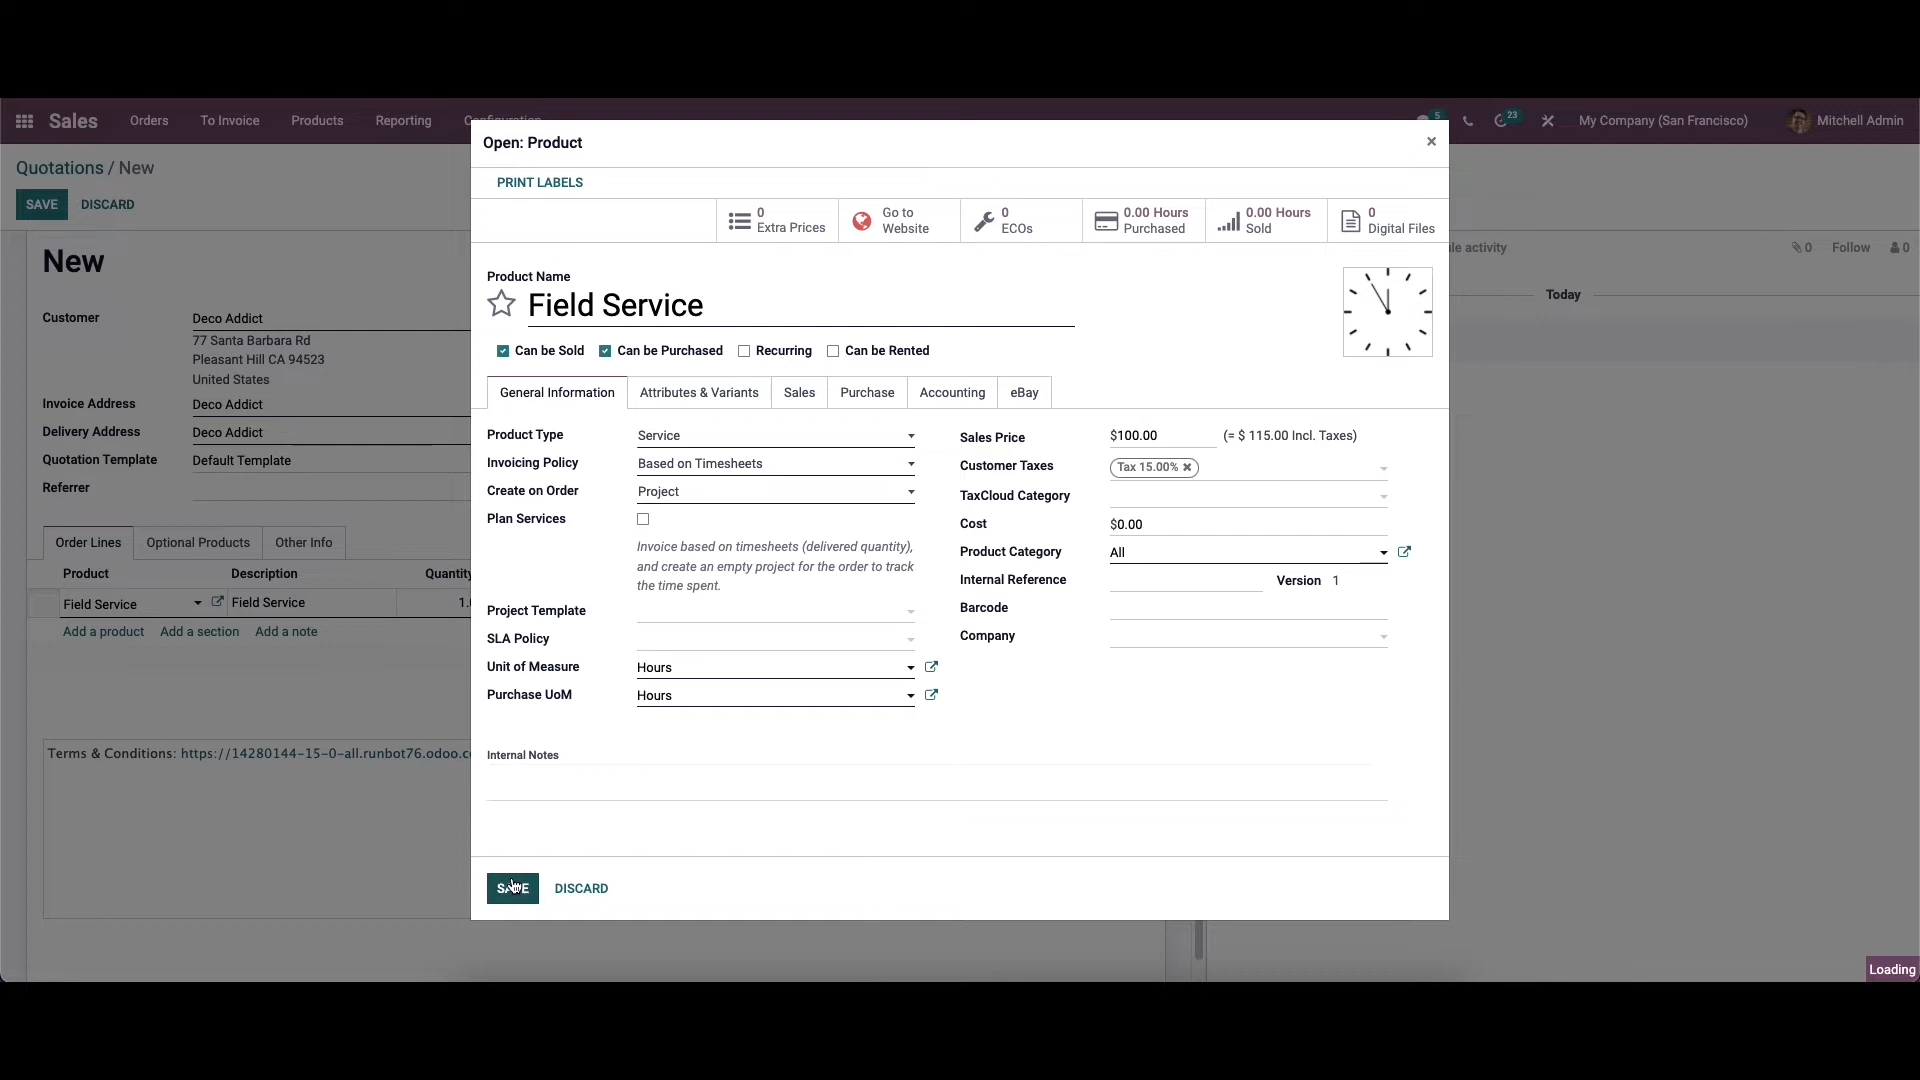 Sales Orders To Invoice Products Reporting 5 23 My Company (San Francisco) Mitchell Admin
Quotations / New
SAVE DISCARD
New
Customer Deco Addict
77 Santa Barbara Rd
Pleasant Hill CA 94523
United States
Invoice Address Deco Addict
Delivery Address Deco Addict
Quotation Template Default Template
Referrer
Order Lines Optional Products Other Info
Product Description Quantity
Field Service Field Service
Add a product Add a section Add a note
Terms & Conditions: https://14280144-15-0-all.runbot76.odoo.c
Open: Product ×
PRINT LABELS
0 Extra Prices
Go to Website
0 ECOs
0.00 Hours Purchased
0.00 Hours Sold
0 Digital Files
Product Name
Field Service
Can be Sold Can be Purchased Recurring Can be Rented
General Information Attributes & Variants Sales Purchase Accounting eBay
Product Type Service
Invoicing Policy Based on Timesheets
Create on Order Project
Plan Services
Invoice based on timesheets (delivered quantity),
and create an empty project for the order to track
the time spent.
Project Template
SLA Policy
Unit of Measure Hours
Purchase UoM Hours
Sales Price $100.00 (= $ 115.00 Incl. Taxes)
Customer Taxes Tax 15.00% ×
TaxCloud Category
Cost $0.00
Product Category All
Internal Reference Version 1
Barcode
Company
Internal Notes
SAVE DISCARD
activity 0 Follow 0
Today
Loading